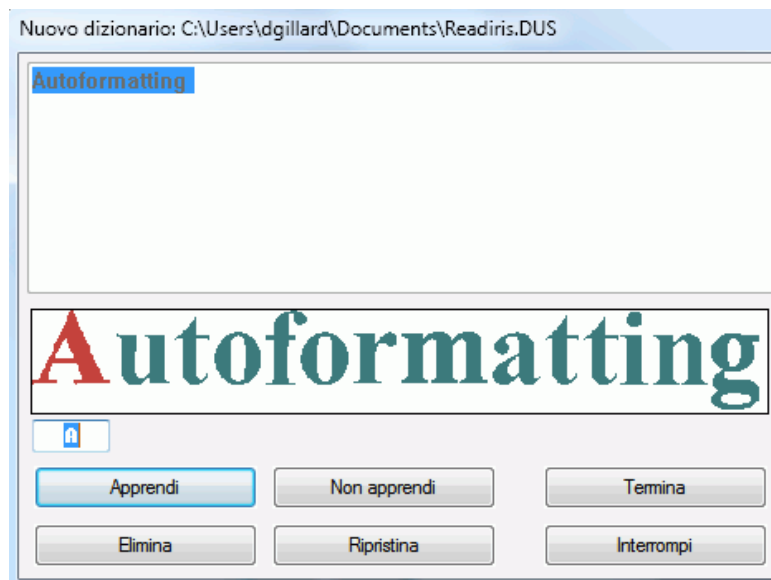 Nuovo dizionario: C:\Users\dgillard\Documents\Readiris.DUS
Autoformatting
Autoformatting
A
Apprendi Non apprendi Termina
Elimina Ripristina Interrompi